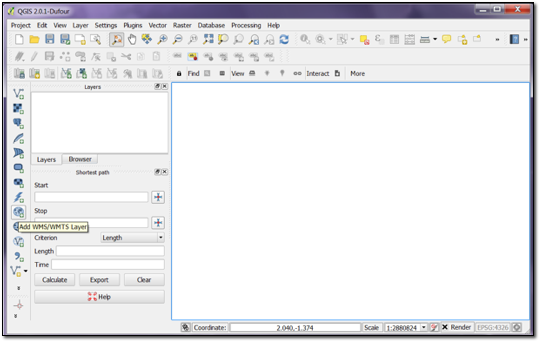 QGIS 2.0.1-Dufour
Project Edit View Layer Settings Plugins Vector Raster Database Processing Help
Find View Interact More
Layers
Layers Browser
Shortest path
Start
Stop
Add WMS/WMTS Layer
Criterion Length
Length
Time
Calculate Export Clear
Help
Coordinate: 2.040,-1.374 Scale 1:2880824 Render EPSG:4326